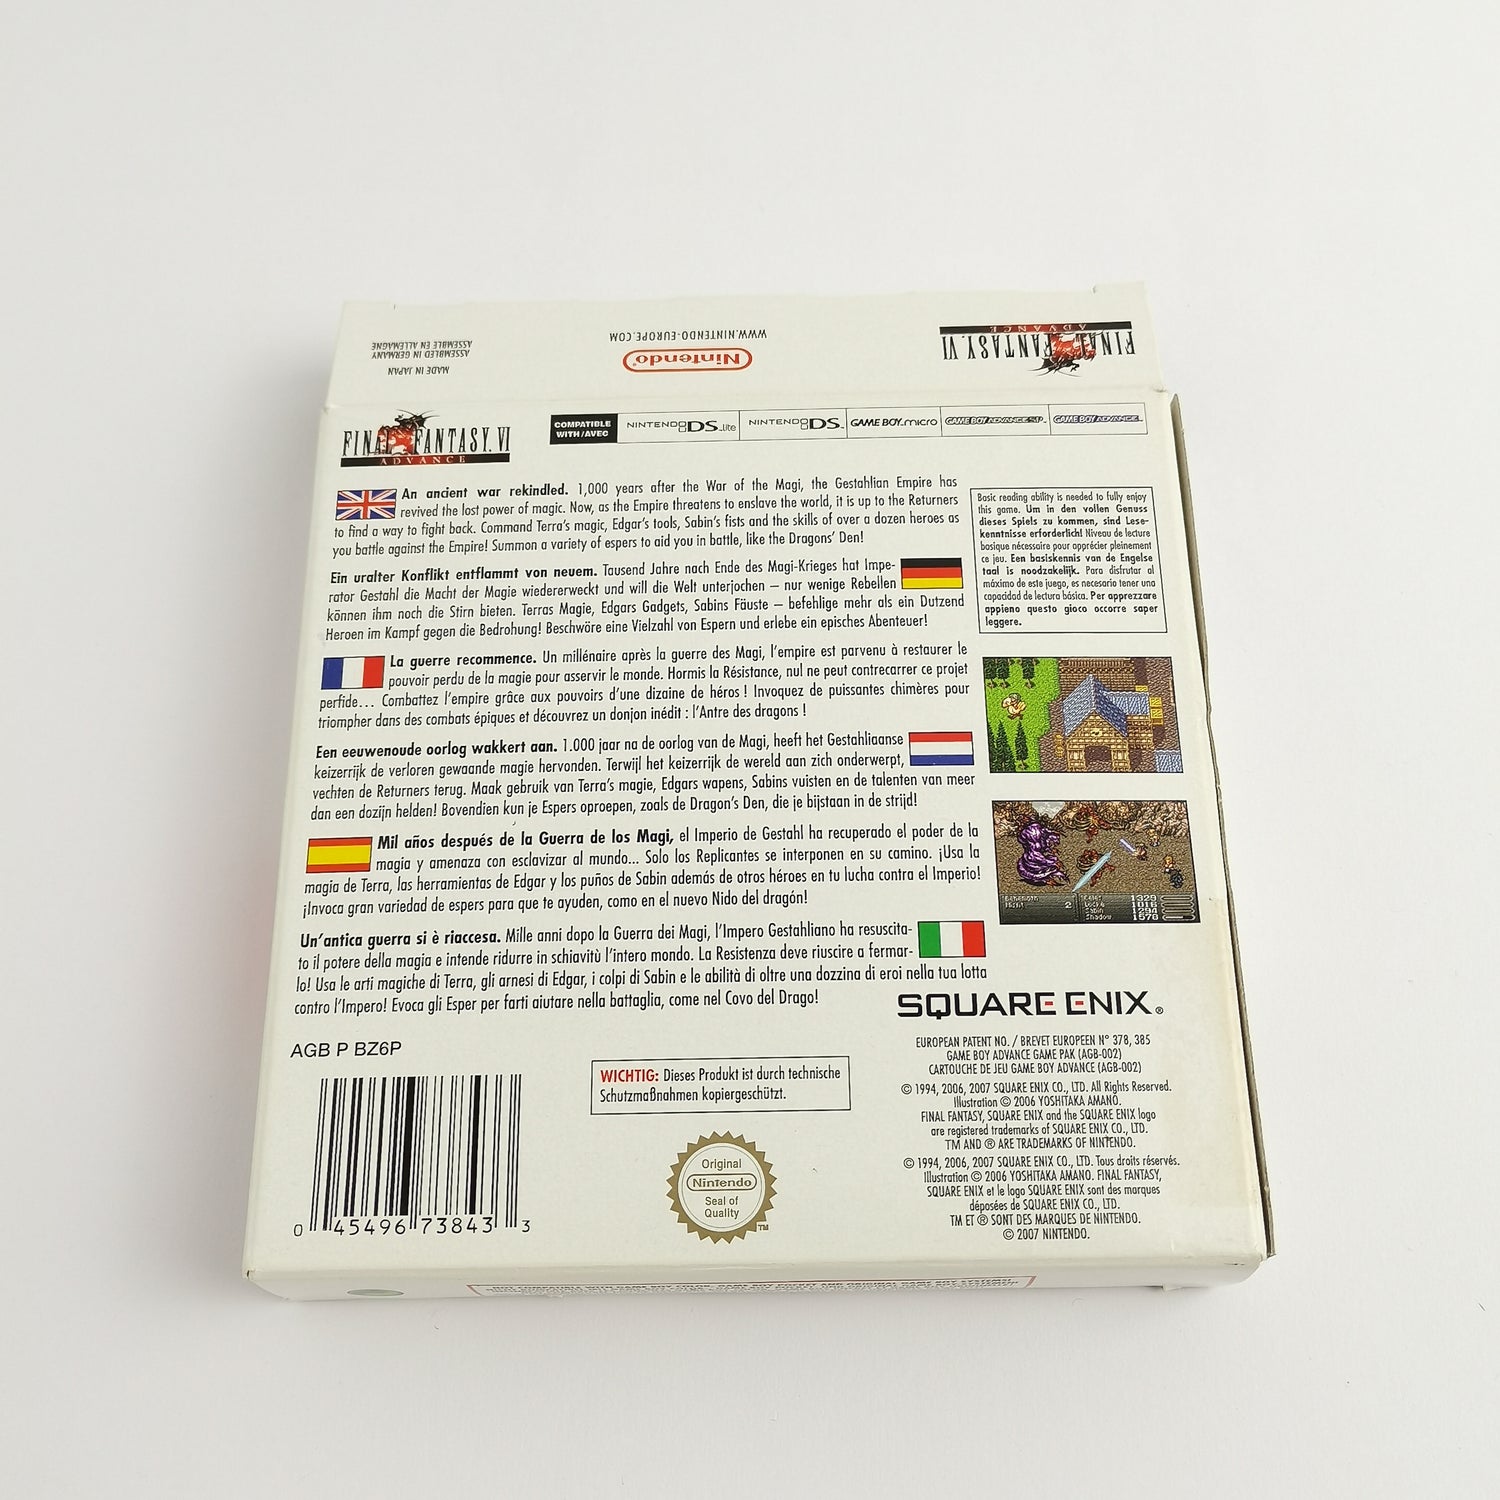 MADE IN JAPAN
ASSEMBLED IN GERMANY
ASSEMBLÉ EN ALLEMAGNE
Nintendo®
WWW.NINTENDO-EUROPE.COM
FINAL FANTASY. VI
ADVANCE
FINAL FANTASY. VI
ADVANCE
COMPATIBLE
WITH/AVEC
NINTENDO DS lite
NINTENDO DS
GAME BOY micro
GAME BOY ADVANCE SP
GAME BOY ADVANCE
An ancient war rekindled. 1,000 years after the War of the Magi, the Gestahlian Empire has
revived the lost power of magic. Now, as the Empire threatens to enslave the world, it is up to the Returners
to find a way to fight back. Command Terra's magic, Edgar's tools, Sabin's fists and the skills of over a dozen heroes as
you battle against the Empire! Summon a variety of espers to aid you in battle, like the Dragons' Den!
Ein uralter Konflikt entflammt von neuem. Tausend Jahre nach Ende des Magi-Krieges hat Impe-
rator Gestahl die Macht der Magie wiedererweckt und will die Welt unterjochen – nur wenige Rebellen
können ihm noch die Stirn bieten. Terras Magie, Edgars Gadgets, Sabins Fäuste – befehlige mehr als ein Dutzend
Heroen im Kampf gegen die Bedrohung! Beschwöre eine Vielzahl von Espern und erlebe ein episches Abenteuer!
La guerre recommence. Un millénaire après la guerre des Magi, l'empire est parvenu à restaurer le
pouvoir perdu de la magie pour asservir le monde. Hormis la Résistance, nul ne peut contrecarrer ce projet
perfide... Combattez l'empire grâce aux pouvoirs d'une dizaine de héros ! Invoquez de puissantes chimères pour
triompher dans des combats épiques et découvrez un donjon inédit : l'Antre des dragons !
Een eeuwenoude oorlog wakkert aan. 1.000 jaar na de oorlog van de Magi, heeft het Gestahliaanse
keizerrijk de verloren gewaande magie hervonden. Terwijl het keizerrijk de wereld aan zich onderwerpt,
vechten de Returners terug. Maak gebruik van Terra's magie, Edgars wapens, Sabins vuisten en de talenten van meer
dan een dozijn helden! Bovendien kun je Espers oproepen, zoals de Dragon's Den, die je bijstaan in de strijd!
Mil años después de la Guerra de los Magi, el Imperio de Gestahl ha recuperado el poder de la
magia y amenaza con esclavizar al mundo... Solo los Replicantes se interponen en su camino. ¡Usa la
magia de Terra, las herramientas de Edgar y los puños de Sabin además de otros héroes en tu lucha contra el Imperio!
¡Invoca gran variedad de espers para que te ayuden, como en el nuevo Nido del dragón!
Un'antica guerra si è riaccesa. Mille anni dopo la Guerra dei Magi, l'Impero Gestahliano ha resuscita-
to il potere della magia e intende ridurre in schiavitù l'intero mondo. La Resistenza deve riuscire a fermar-
lo! Usa le arti magiche di Terra, gli arnesi di Edgar, i colpi di Sabin e le abilità di oltre una dozzina di eroi nella tua lotta
contro l'Impero! Evoca gli Esper per farti aiutare nella battaglia, come nel Covo del Drago!
Basic reading ability is needed to fully enjoy
this game. Um in den vollen Genuss
dieses Spiels zu kommen, sind Lese-
kenntnisse erforderlich! Niveau de lecture
basique nécessaire pour apprécier pleinement
ce jeu. Een basiskennis van de Engelse
taal is noodzakelijk. Para disfrutar al
máximo de este juego, es necesario tener una
capacidad de lectura básica. Per apprezzare
appieno questo gioco occorre saper
leggere.
Behemoth
2
Celes 1329
Locke 1016
Sabin 1294
Shadow 1570
SQUARE ENIX®
EUROPEAN PATENT NO. / BREVET EUROPEEN N° 378, 385
GAME BOY ADVANCE GAME PAK (AGB-002)
CARTOUCHE DE JEU GAME BOY ADVANCE (AGB-002)
© 1994, 2006, 2007 SQUARE ENIX CO., LTD. All Rights Reserved.
Illustration © 2006 YOSHITAKA AMANO.
FINAL FANTASY, SQUARE ENIX and the SQUARE ENIX logo
are registered trademarks of SQUARE ENIX CO., LTD.
TM AND ® ARE TRADEMARKS OF NINTENDO.
© 1994, 2006, 2007 SQUARE ENIX CO., LTD. Tous droits réservés.
Illustration © 2006 YOSHITAKA AMANO. FINAL FANTASY,
SQUARE ENIX et le logo SQUARE ENIX sont des marques
déposées de SQUARE ENIX CO., LTD.
TM ET ® SONT DES MARQUES DE NINTENDO.
© 2007 NINTENDO.
AGB P BZ6P
0 45496 73843 3
WICHTIG: Dieses Produkt ist durch technische
Schutzmaßnahmen kopiergeschützt.
Original
Nintendo
Seal of
Quality
TM